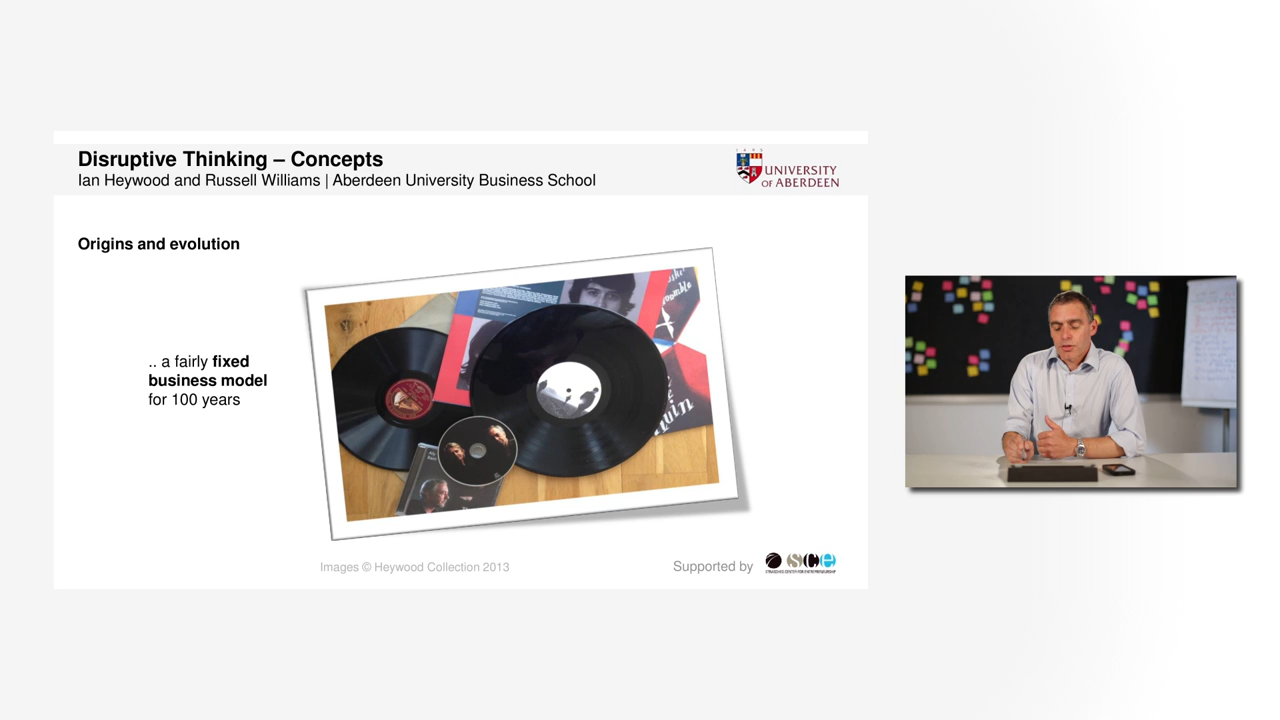 Disruptive Thinking – Concepts
Ian Heywood and Russell Williams | Aberdeen University Business School
UNIVERSITY
OF ABERDEEN
Origins and evolution
.. a fairly fixed
business model
for 100 years
Images © Heywood Collection 2013
Supported by
sce